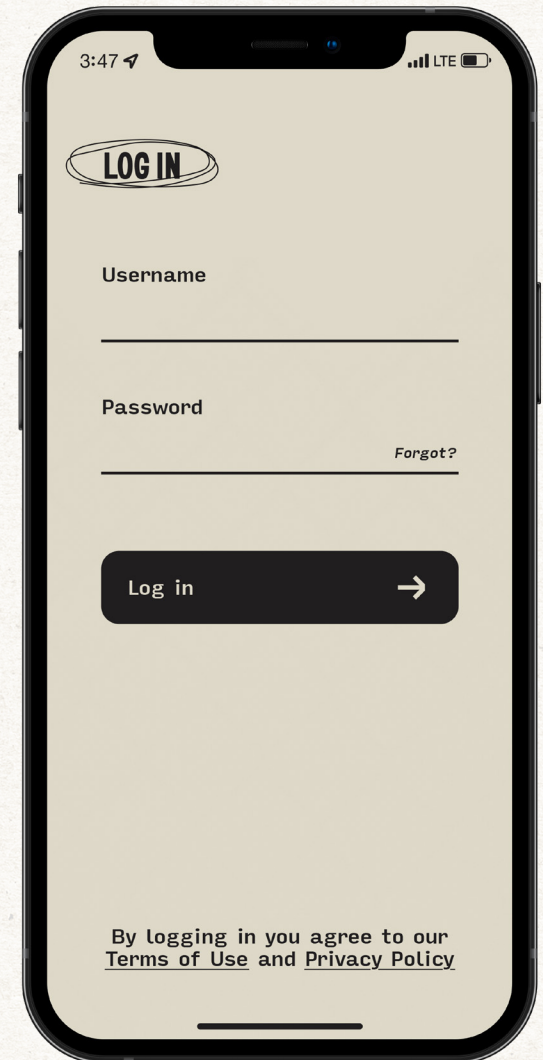 3:47 LTE
LOG IN
Username
Password
Forgot?
Log in
By logging in you agree to our
Terms of Use and Privacy Policy